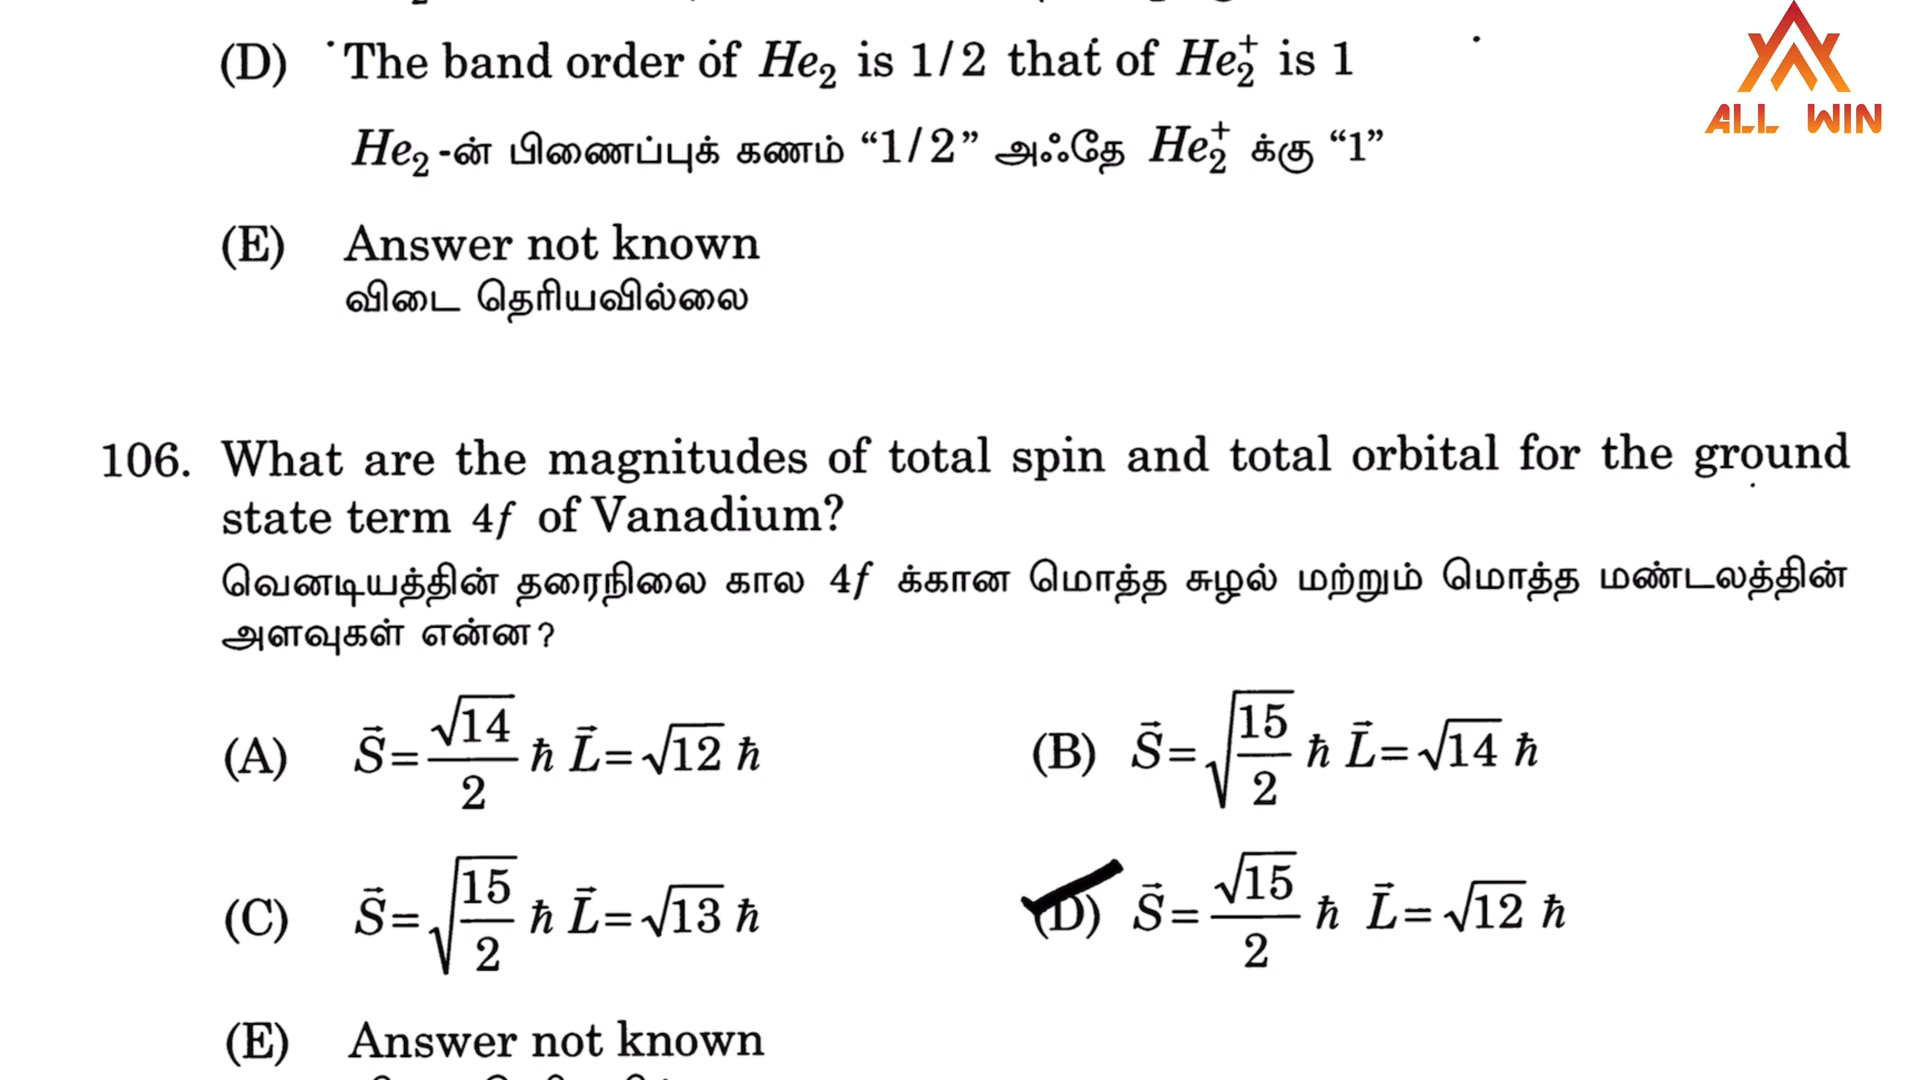 (D) The band order of He₂ is 1/2 that of He₂⁺ is 1
He₂-ன் பிணைப்புக் கணம் “1/2” அஃதே He₂⁺ க்கு “1”
(E) Answer not known
விடை தெரியவில்லை
106. What are the magnitudes of total spin and total orbital for the ground
state term 4f of Vanadium?
வெனடியத்தின் தரைநிலை கால 4f க்கான மொத்த சுழல் மற்றும் மொத்த மண்டலத்தின்
அளவுகள் என்ன?
(A) S⃗ = √14/2 ħ L⃗ = √12 ħ
(B) S⃗ = √(15/2) ħ L⃗ = √14 ħ
(C) S⃗ = √(15/2) ħ L⃗ = √13 ħ
(D) S⃗ = √15/2 ħ L⃗ = √12 ħ
(E) Answer not known
ALL WIN